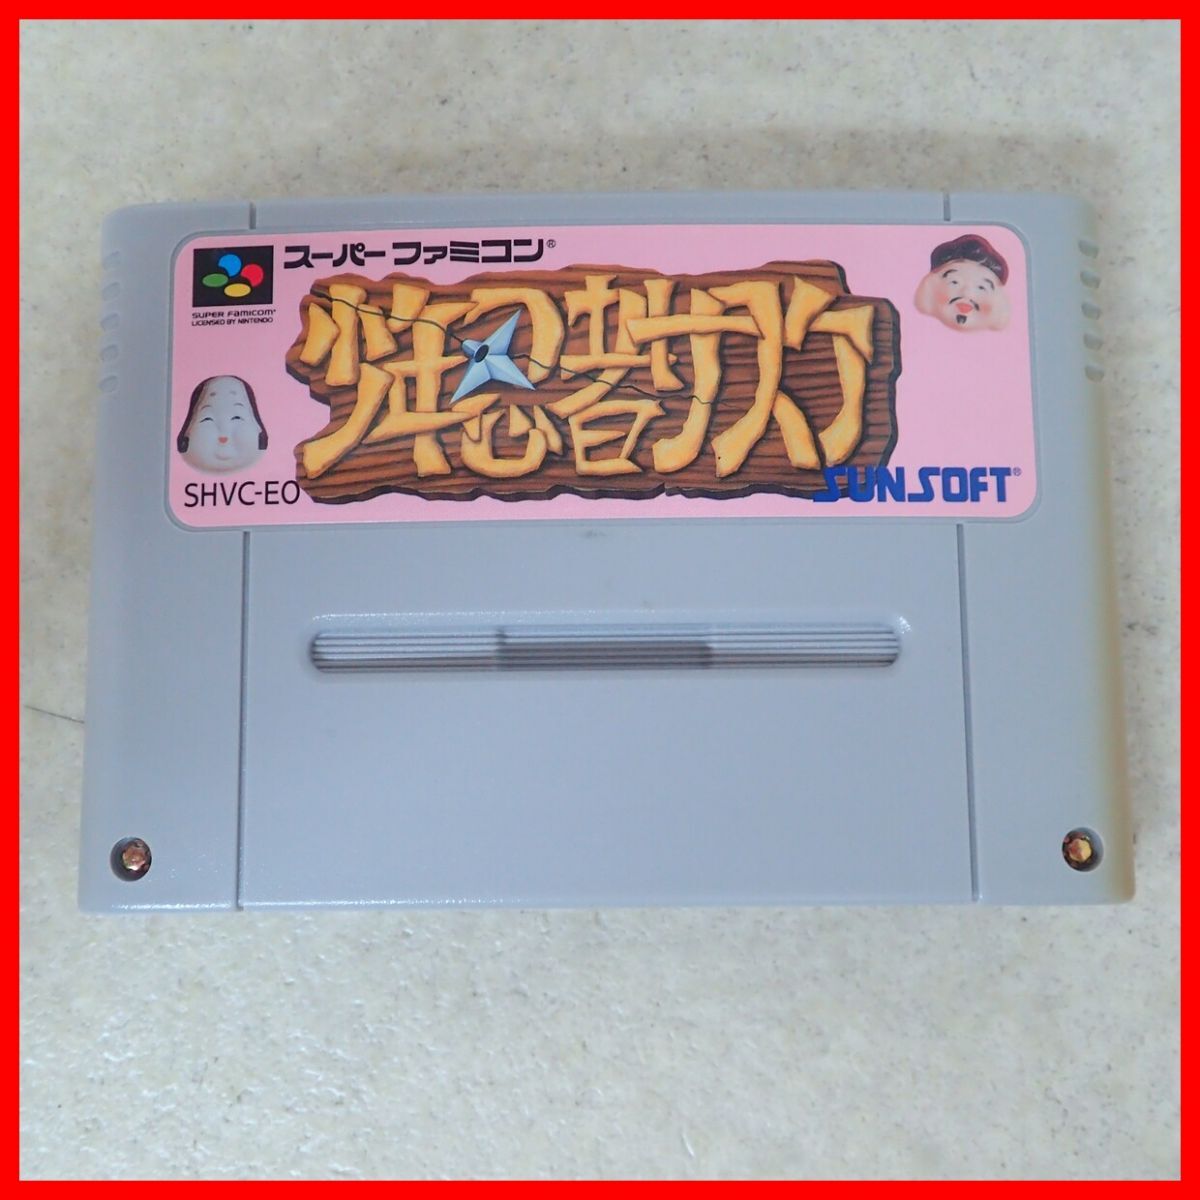 スーパーファミコン®
SUPER FAMICOM®
LICENSED BY NINTENDO
少年忍者サスケ
SHVC-EO
SUNSOFT®